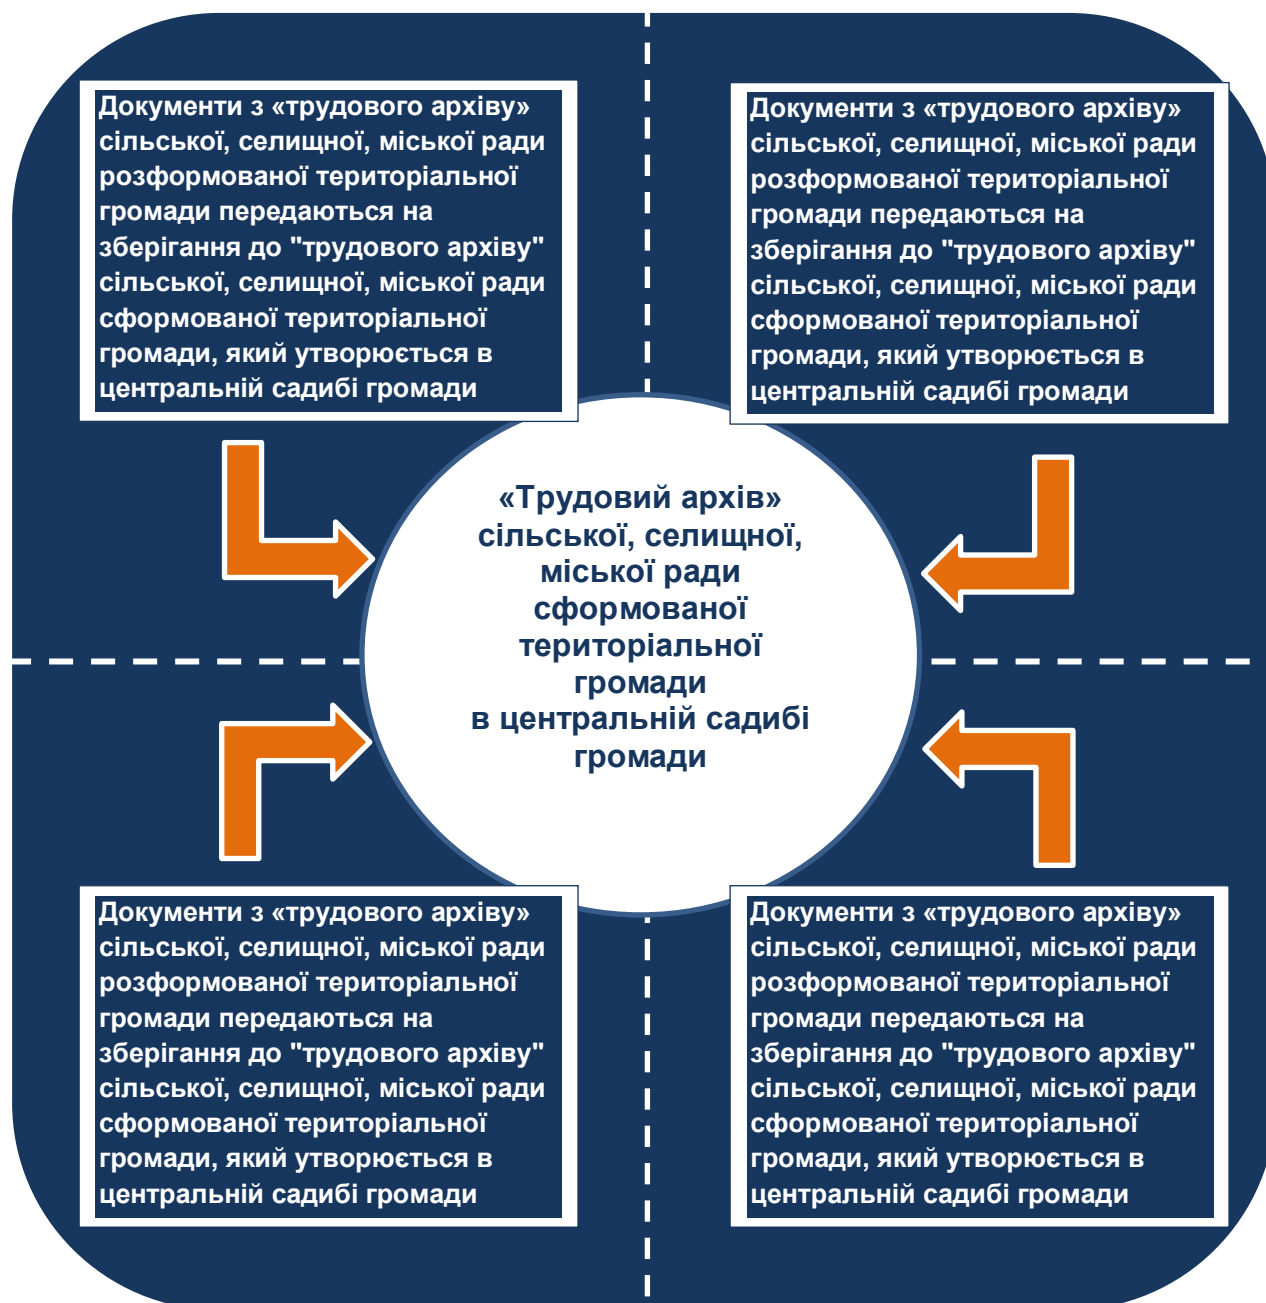 Документи з «трудового архіву»
сільської, селищної, міської ради
розформованої територіальної
громади передаються на
зберігання до "трудового архіву"
сільської, селищної, міської ради
сформованої територіальної
громади, який утворюється в
центральній садибі громади
Документи з «трудового архіву»
сільської, селищної, міської ради
розформованої територіальної
громади передаються на
зберігання до "трудового архіву"
сільської, селищної, міської ради
сформованої територіальної
громади, який утворюється в
центральній садибі громади
«Трудовий архів»
сільської, селищної,
міської ради
сформованої
територіальної
громади
в центральній садибі
громади
Документи з «трудового архіву»
сільської, селищної, міської ради
розформованої територіальної
громади передаються на
зберігання до "трудового архіву"
сільської, селищної, міської ради
сформованої територіальної
громади, який утворюється в
центральній садибі громади
Документи з «трудового архіву»
сільської, селищної, міської ради
розформованої територіальної
громади передаються на
зберігання до "трудового архіву"
сільської, селищної, міської ради
сформованої територіальної
громади, який утворюється в
центральній садибі громади